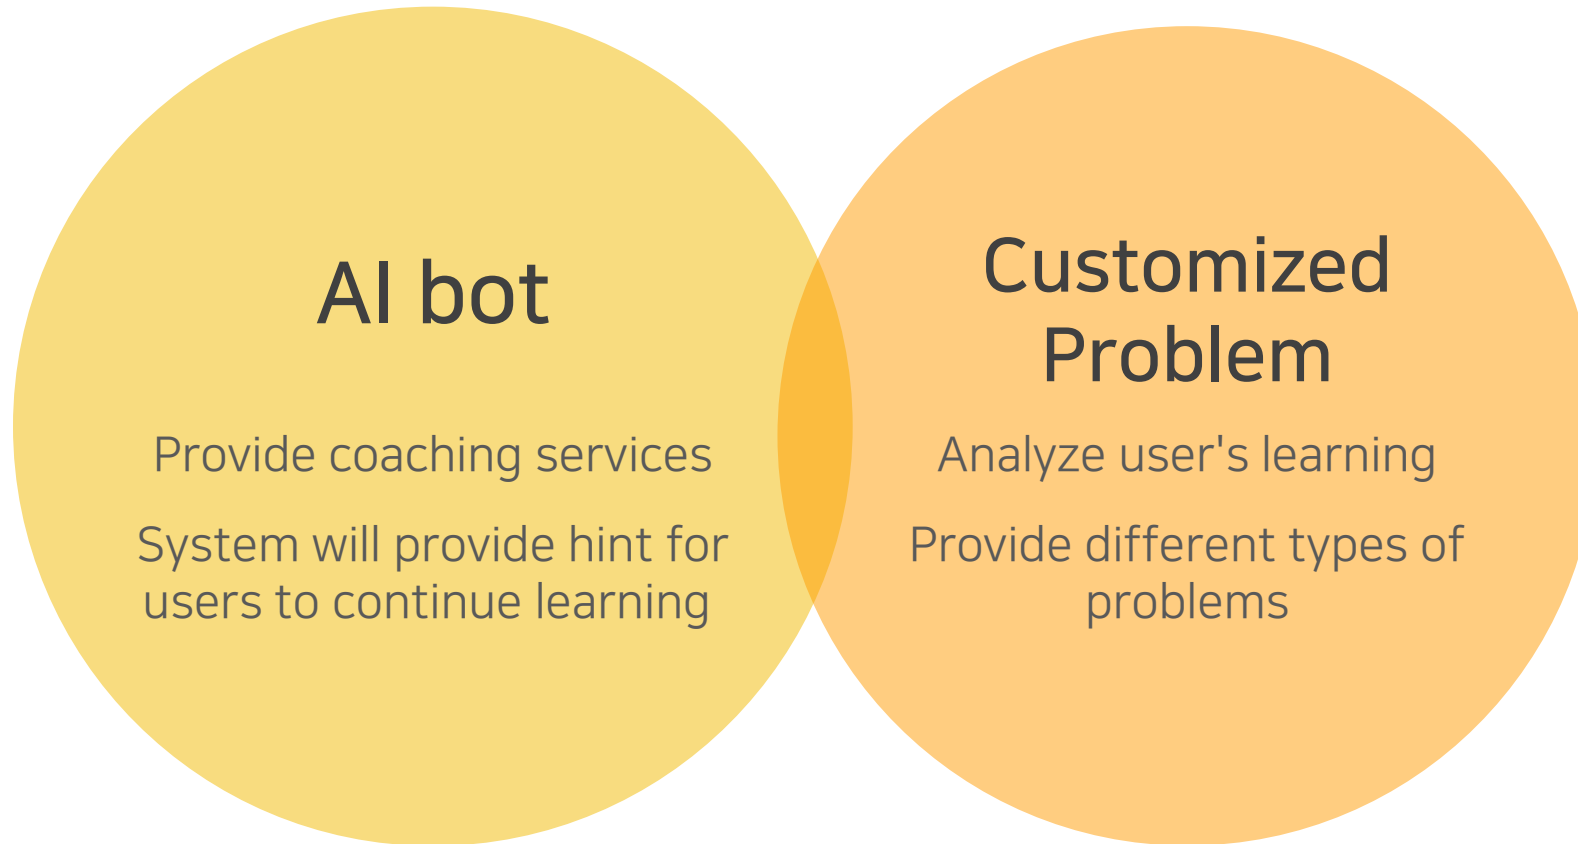 AI bot
Provide coaching services
System will provide hint for
users to continue learning
Customized
Problem
Analyze user's learning
Provide different types of
problems